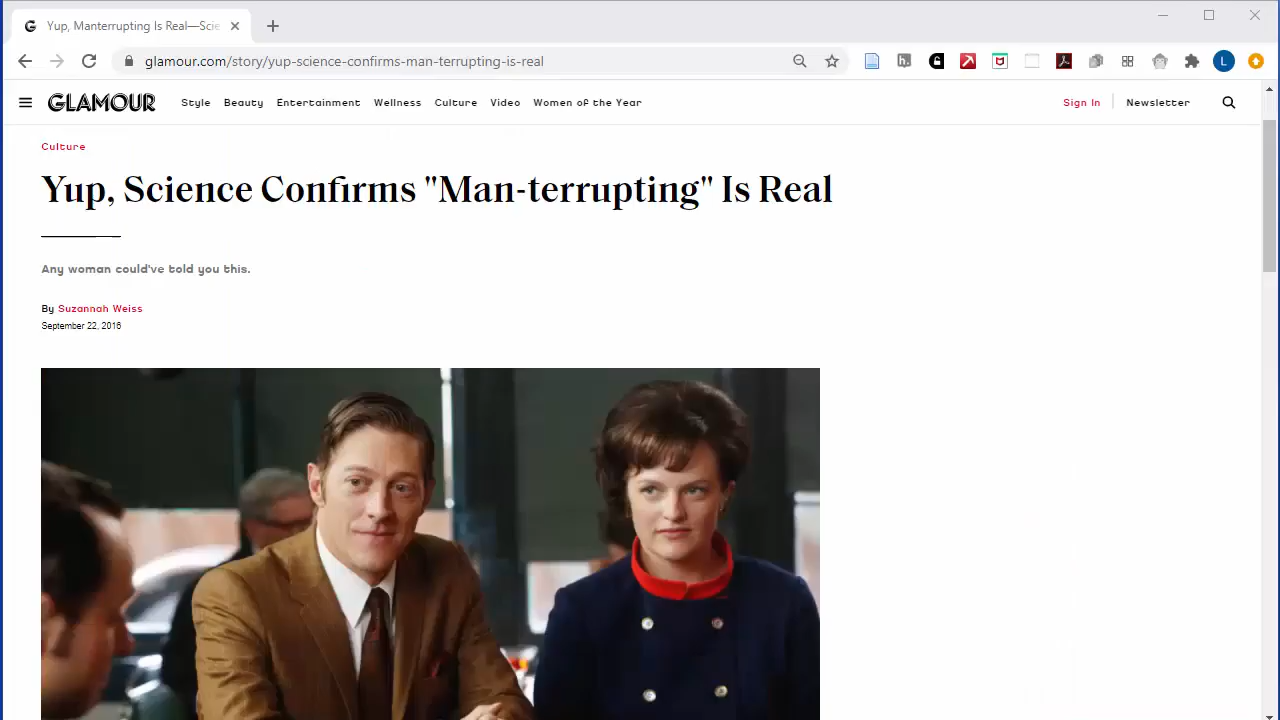 Yup, Manterrupting Is Real—Scie
glamour.com/story/yup-science-confirms-man-terrupting-is-real
L
GLAMOUR
Style Beauty Entertainment Wellness Culture Video Women of the Year
Sign In Newsletter
Culture
Yup, Science Confirms "Man-terrupting" Is Real
Any woman could've told you this.
By Suzannah Weiss
September 22, 2016